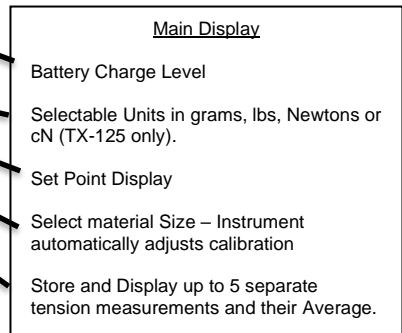 Main Display
Battery Charge Level
Selectable Units in grams, lbs, Newtons or
cN (TX-125 only).
Set Point Display
Select material Size – Instrument
automatically adjusts calibration
Store and Display up to 5 separate
tension measurements and their Average.